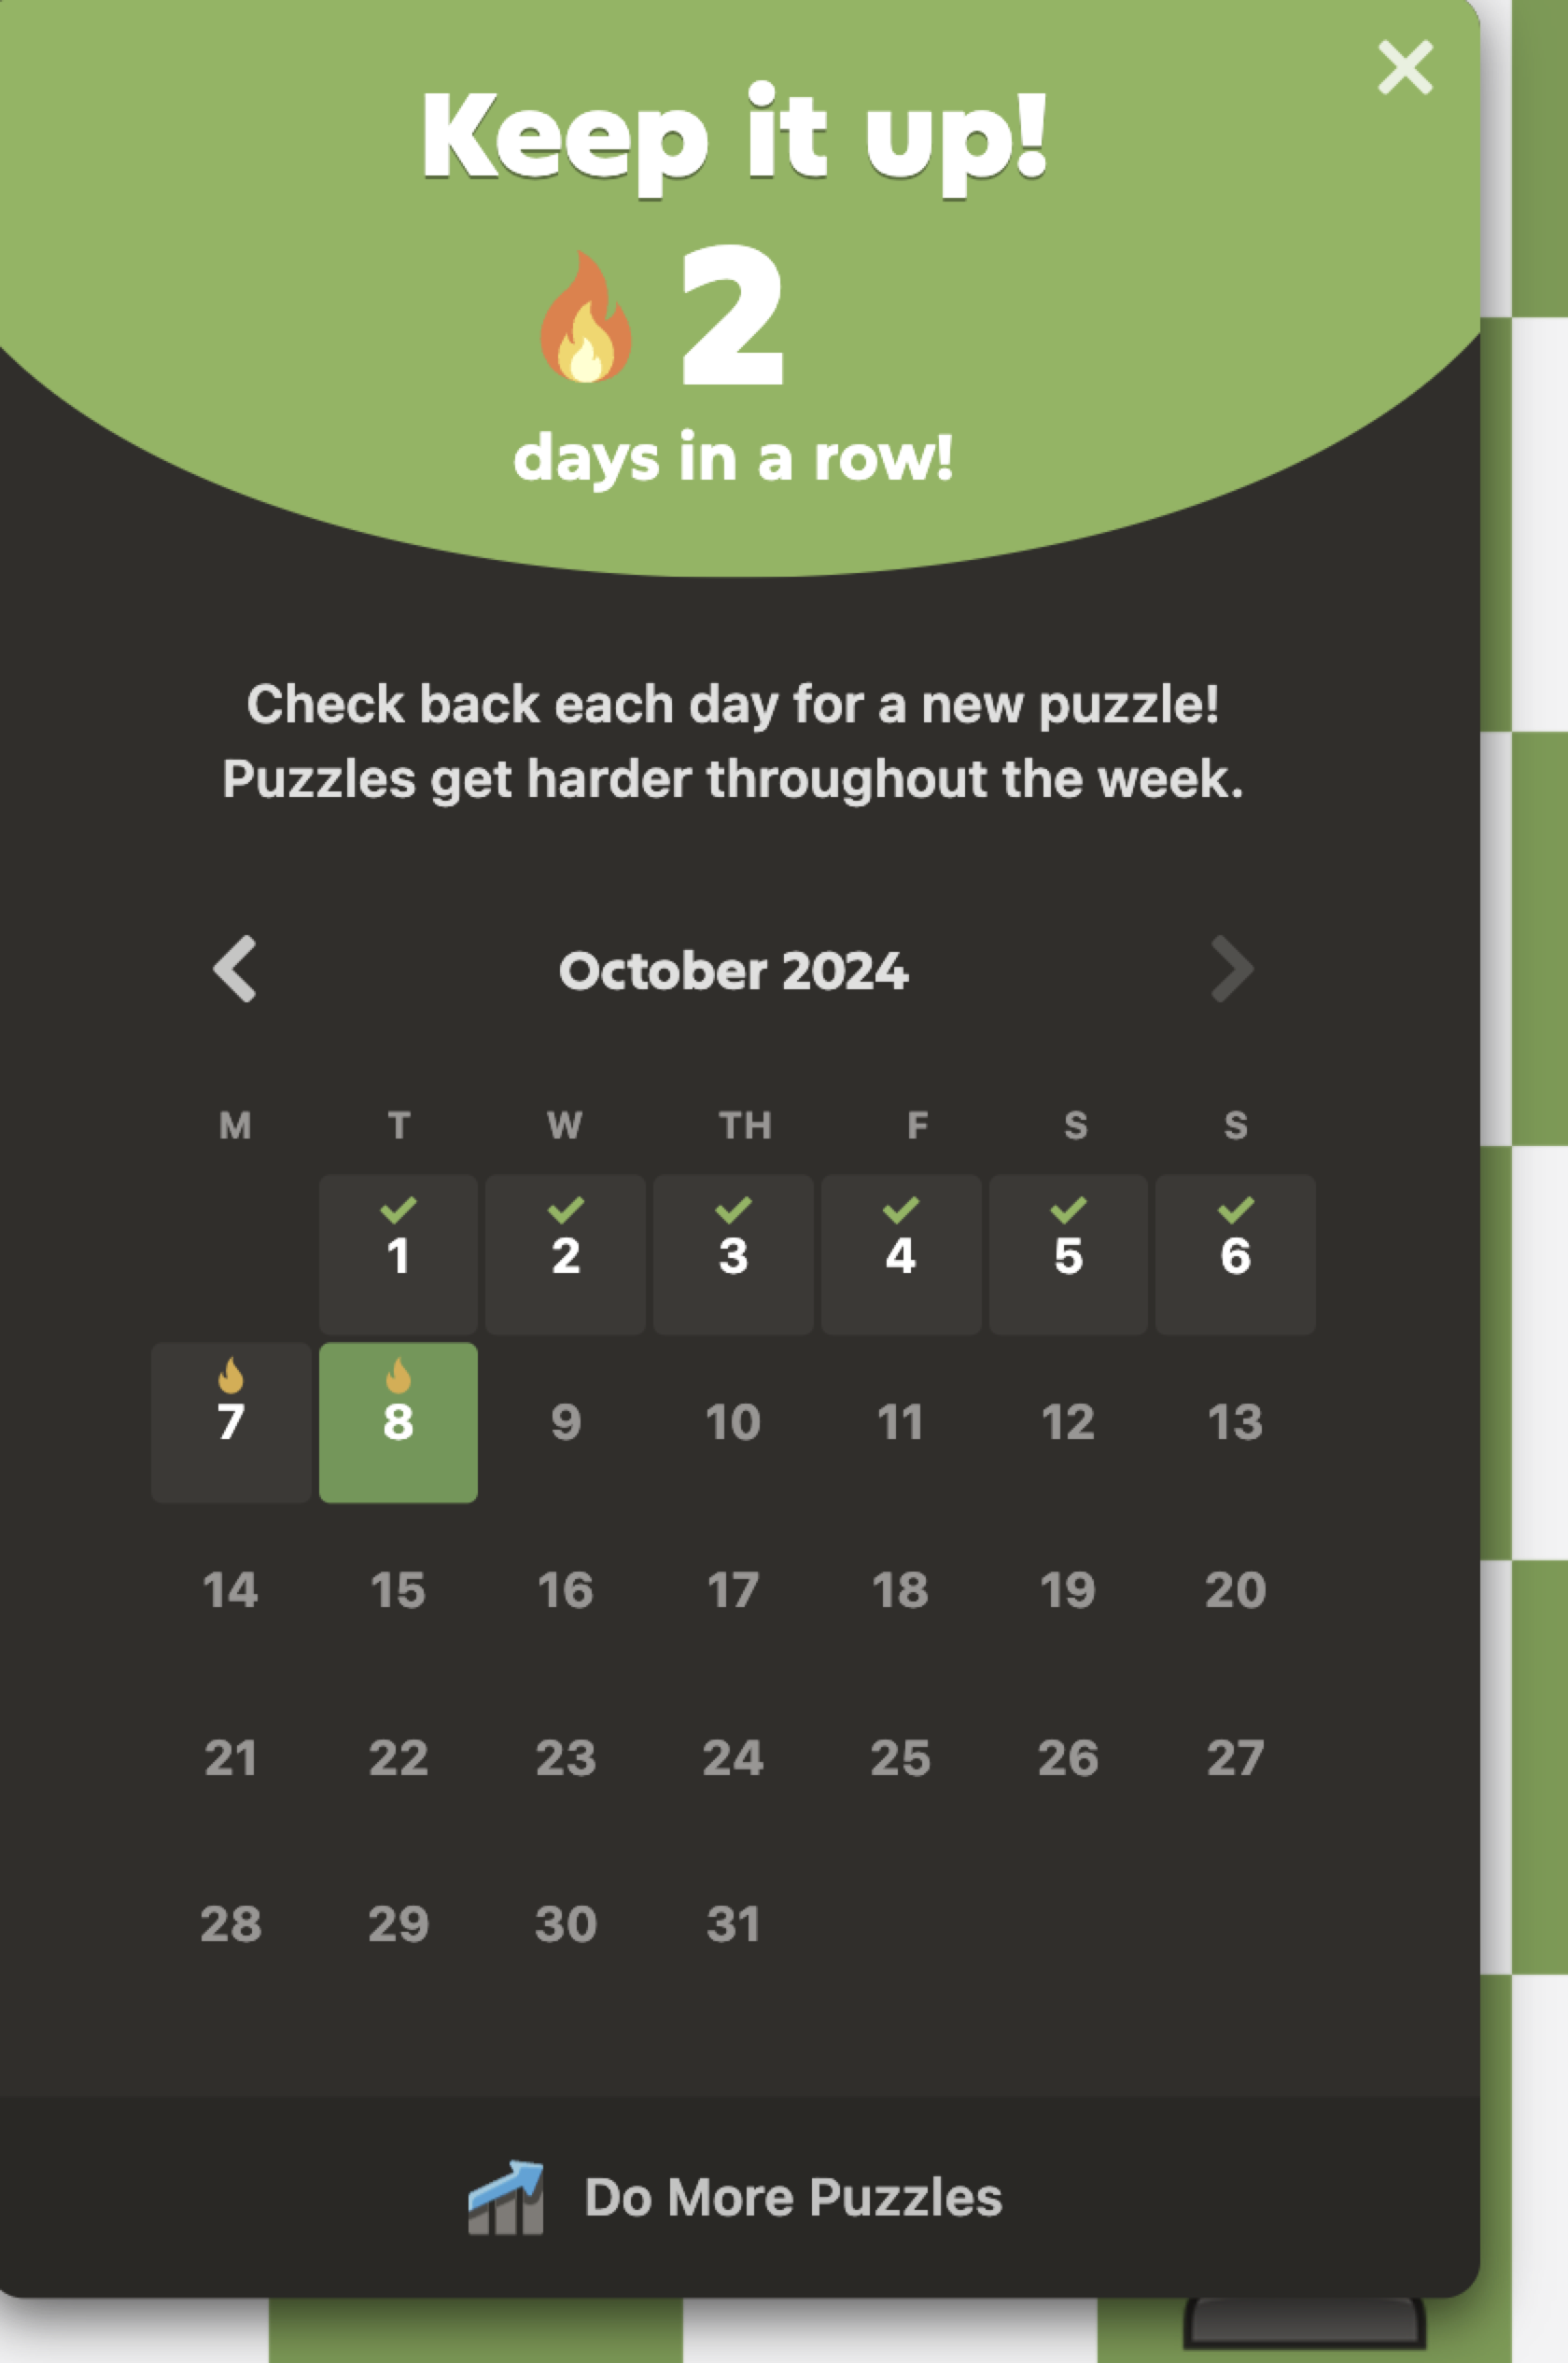 Keep it up!
2
days in a row!
Check back each day for a new puzzle!
Puzzles get harder throughout the week.
October 2024
M T W TH F S S
1 2 3 4 5 6
7 8 9 10 11 12 13
14 15 16 17 18 19 20
21 22 23 24 25 26 27
28 29 30 31
Do More Puzzles